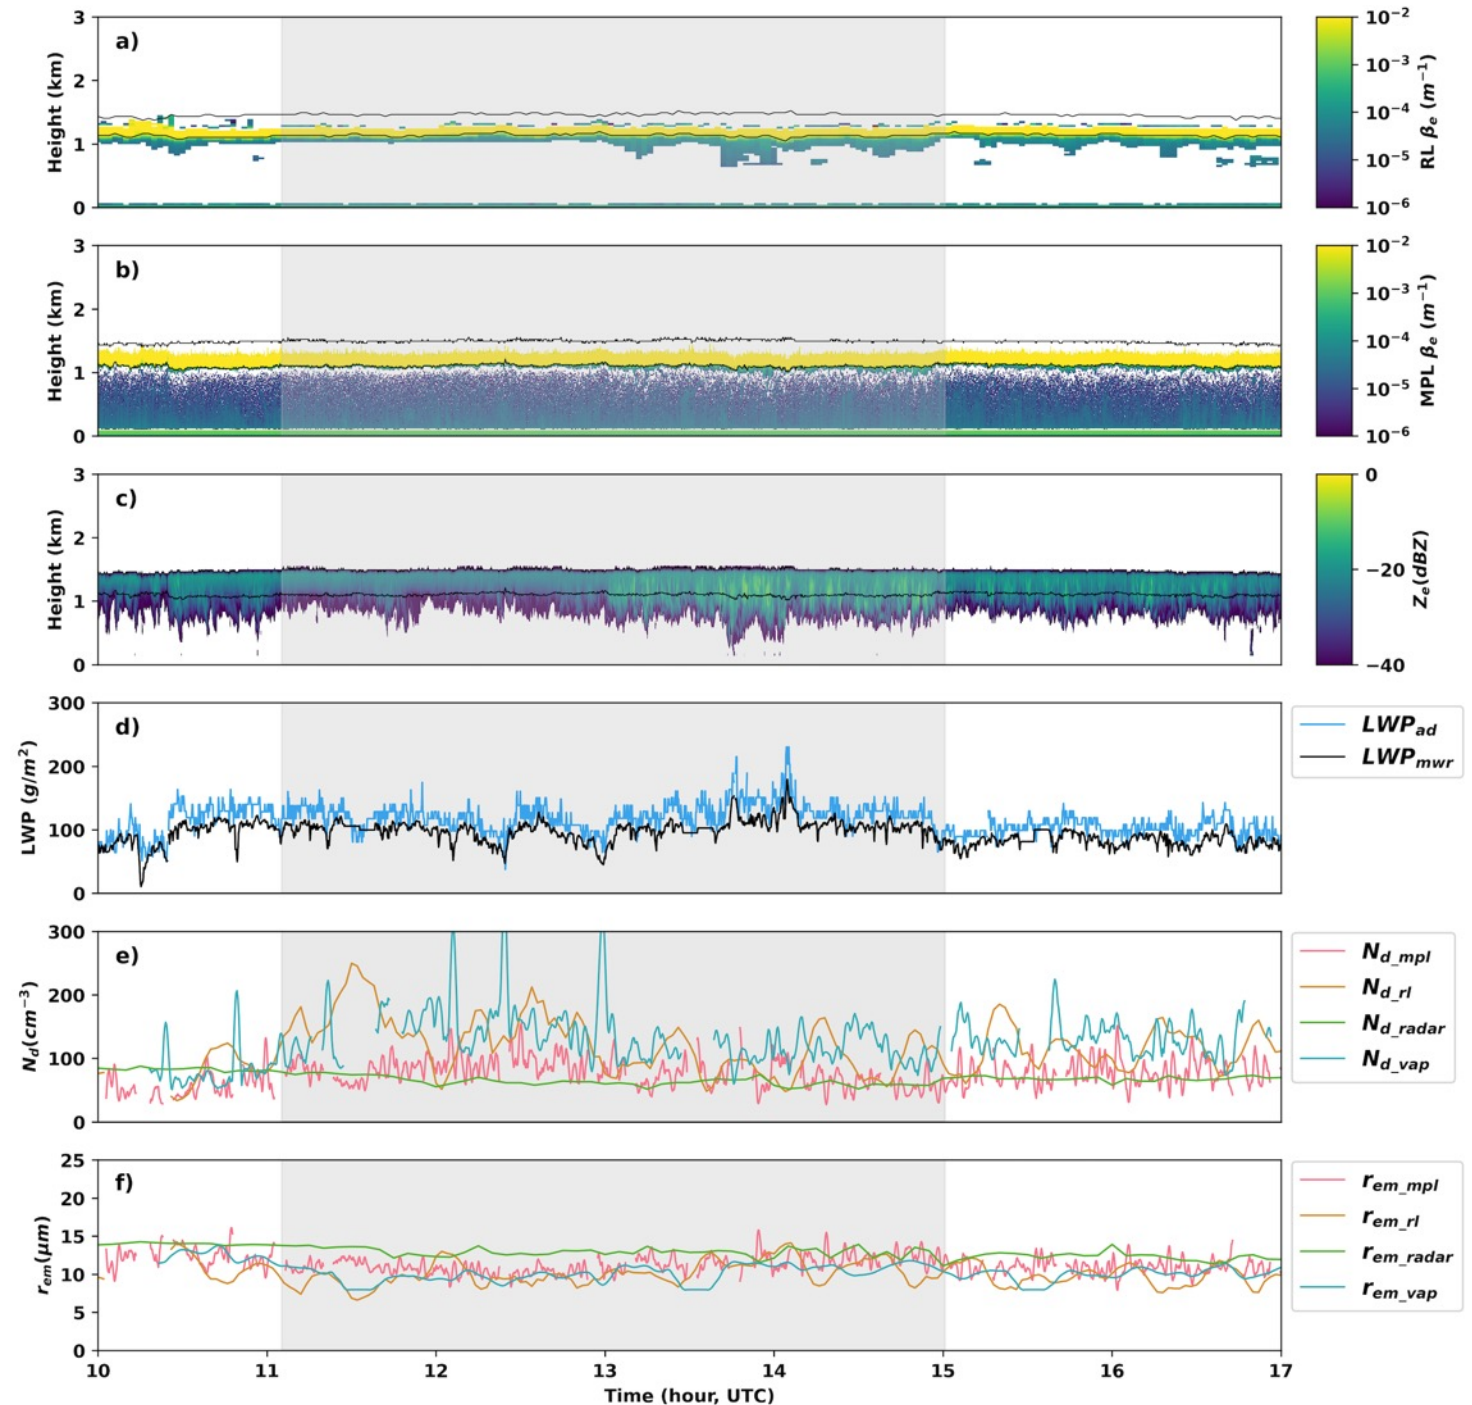 a)
Height (km)
3
2
1
0
10⁻²
10⁻³
10⁻⁴
10⁻⁵
10⁻⁶
RL βₑ (m⁻¹)
b)
Height (km)
3
2
1
0
10⁻²
10⁻³
10⁻⁴
10⁻⁵
10⁻⁶
MPL βₑ (m⁻¹)
c)
Height (km)
3
2
1
0
0
−20
−40
Zₑ(dBZ)
d)
LWP (g/m²)
300
200
100
0
LWP_ad
LWP_mwr
e)
N_d(cm⁻³)
300
200
100
0
N_d_mpl
N_d_rl
N_d_radar
N_d_vap
f)
r_em(μm)
25
20
15
10
5
0
r_em_mpl
r_em_rl
r_em_radar
r_em_vap
10 11 12 13 14 15 16 17
Time (hour, UTC)